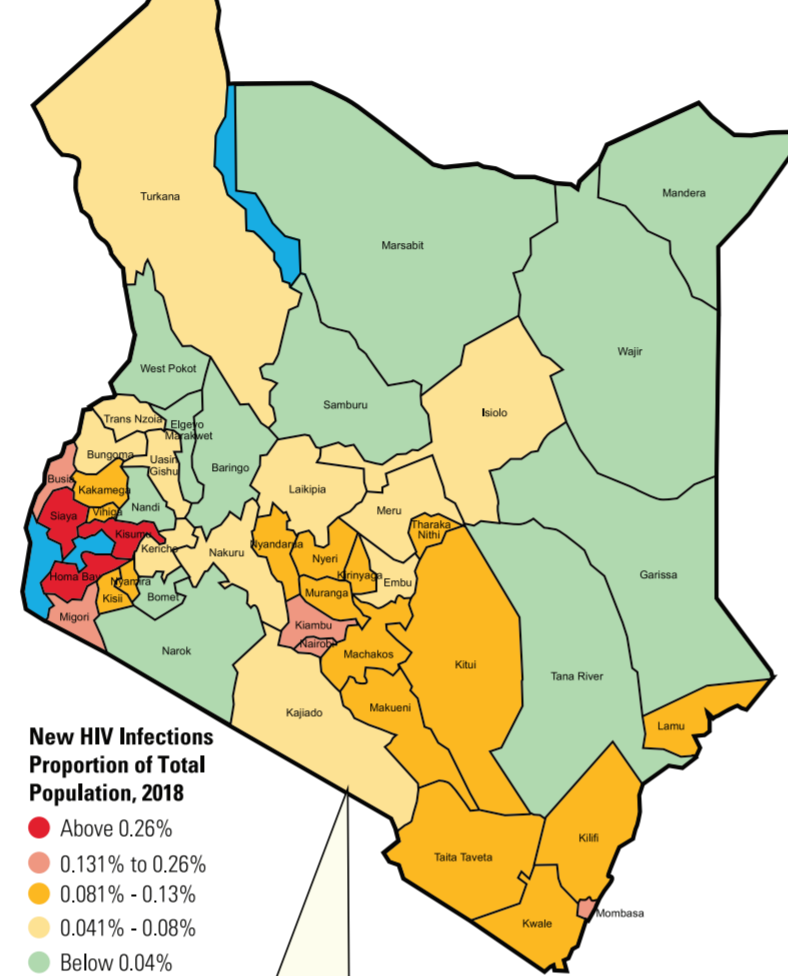 Turkana
Mandera
Marsabit
Wajir
West Pokot
Samburu
Isiolo
Trans Nzoia
Elgeyo
Marakwet
Bungoma
Uasin
Gishu
Baringo
Busia
Kakamega
Laikipia
Siaya
Vihiga
Nandi
Meru
Tharaka
Nithi
Kisumu
Kericho
Nakuru
Nyandarua
Nyeri
Garissa
Homa Bay
Nyamira
Kirinyaga
Embu
Kisii
Bomet
Muranga
Migori
Kiambu
Nairobi
Narok
Machakos
Kitui
Tana River
Kajiado
Makueni
Lamu
New HIV Infections
Proportion of Total
Population, 2018
Above 0.26%
0.131% to 0.26%
0.081% - 0.13%
0.041% - 0.08%
Below 0.04%
Kilifi
Taita Taveta
Mombasa
Kwale